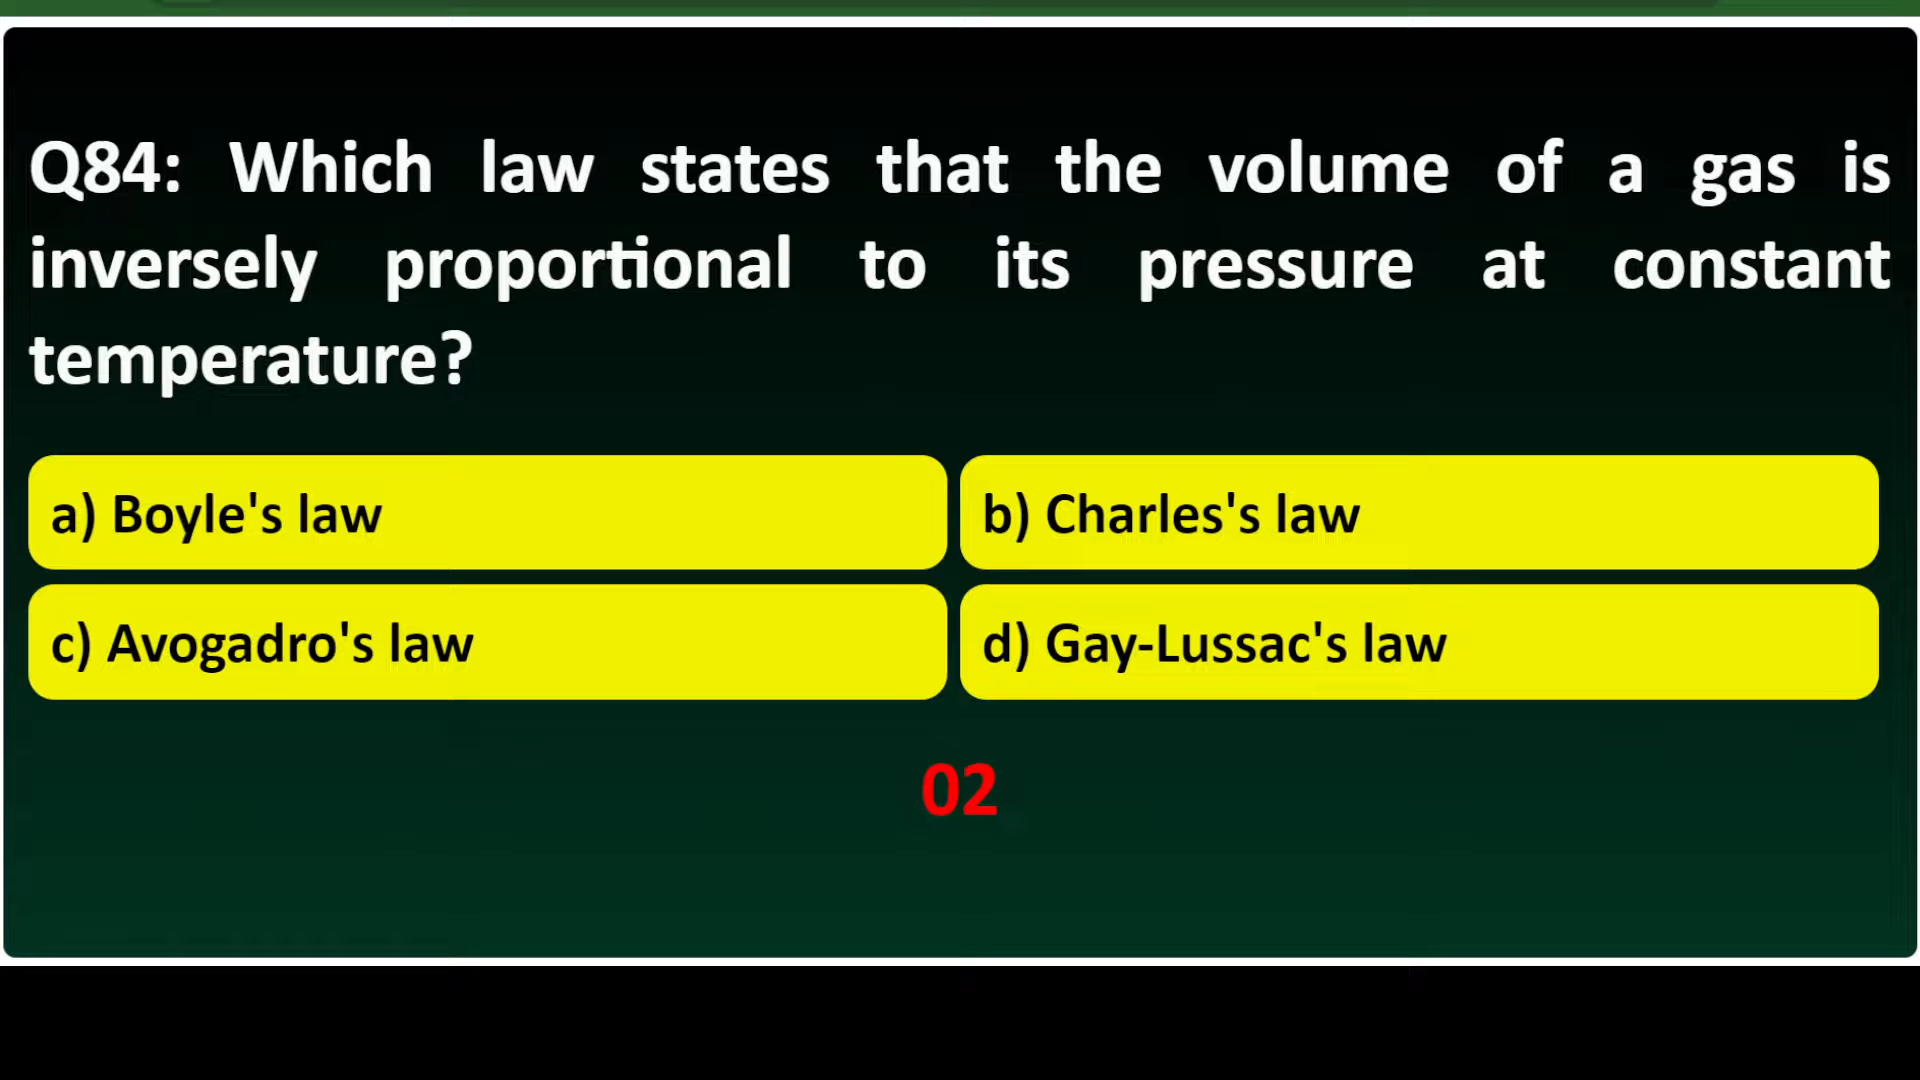 Q84: Which law states that the volume of a gas is
inversely proportional to its pressure at constant
temperature?
a) Boyle's law
b) Charles's law
c) Avogadro's law
d) Gay-Lussac's law
02